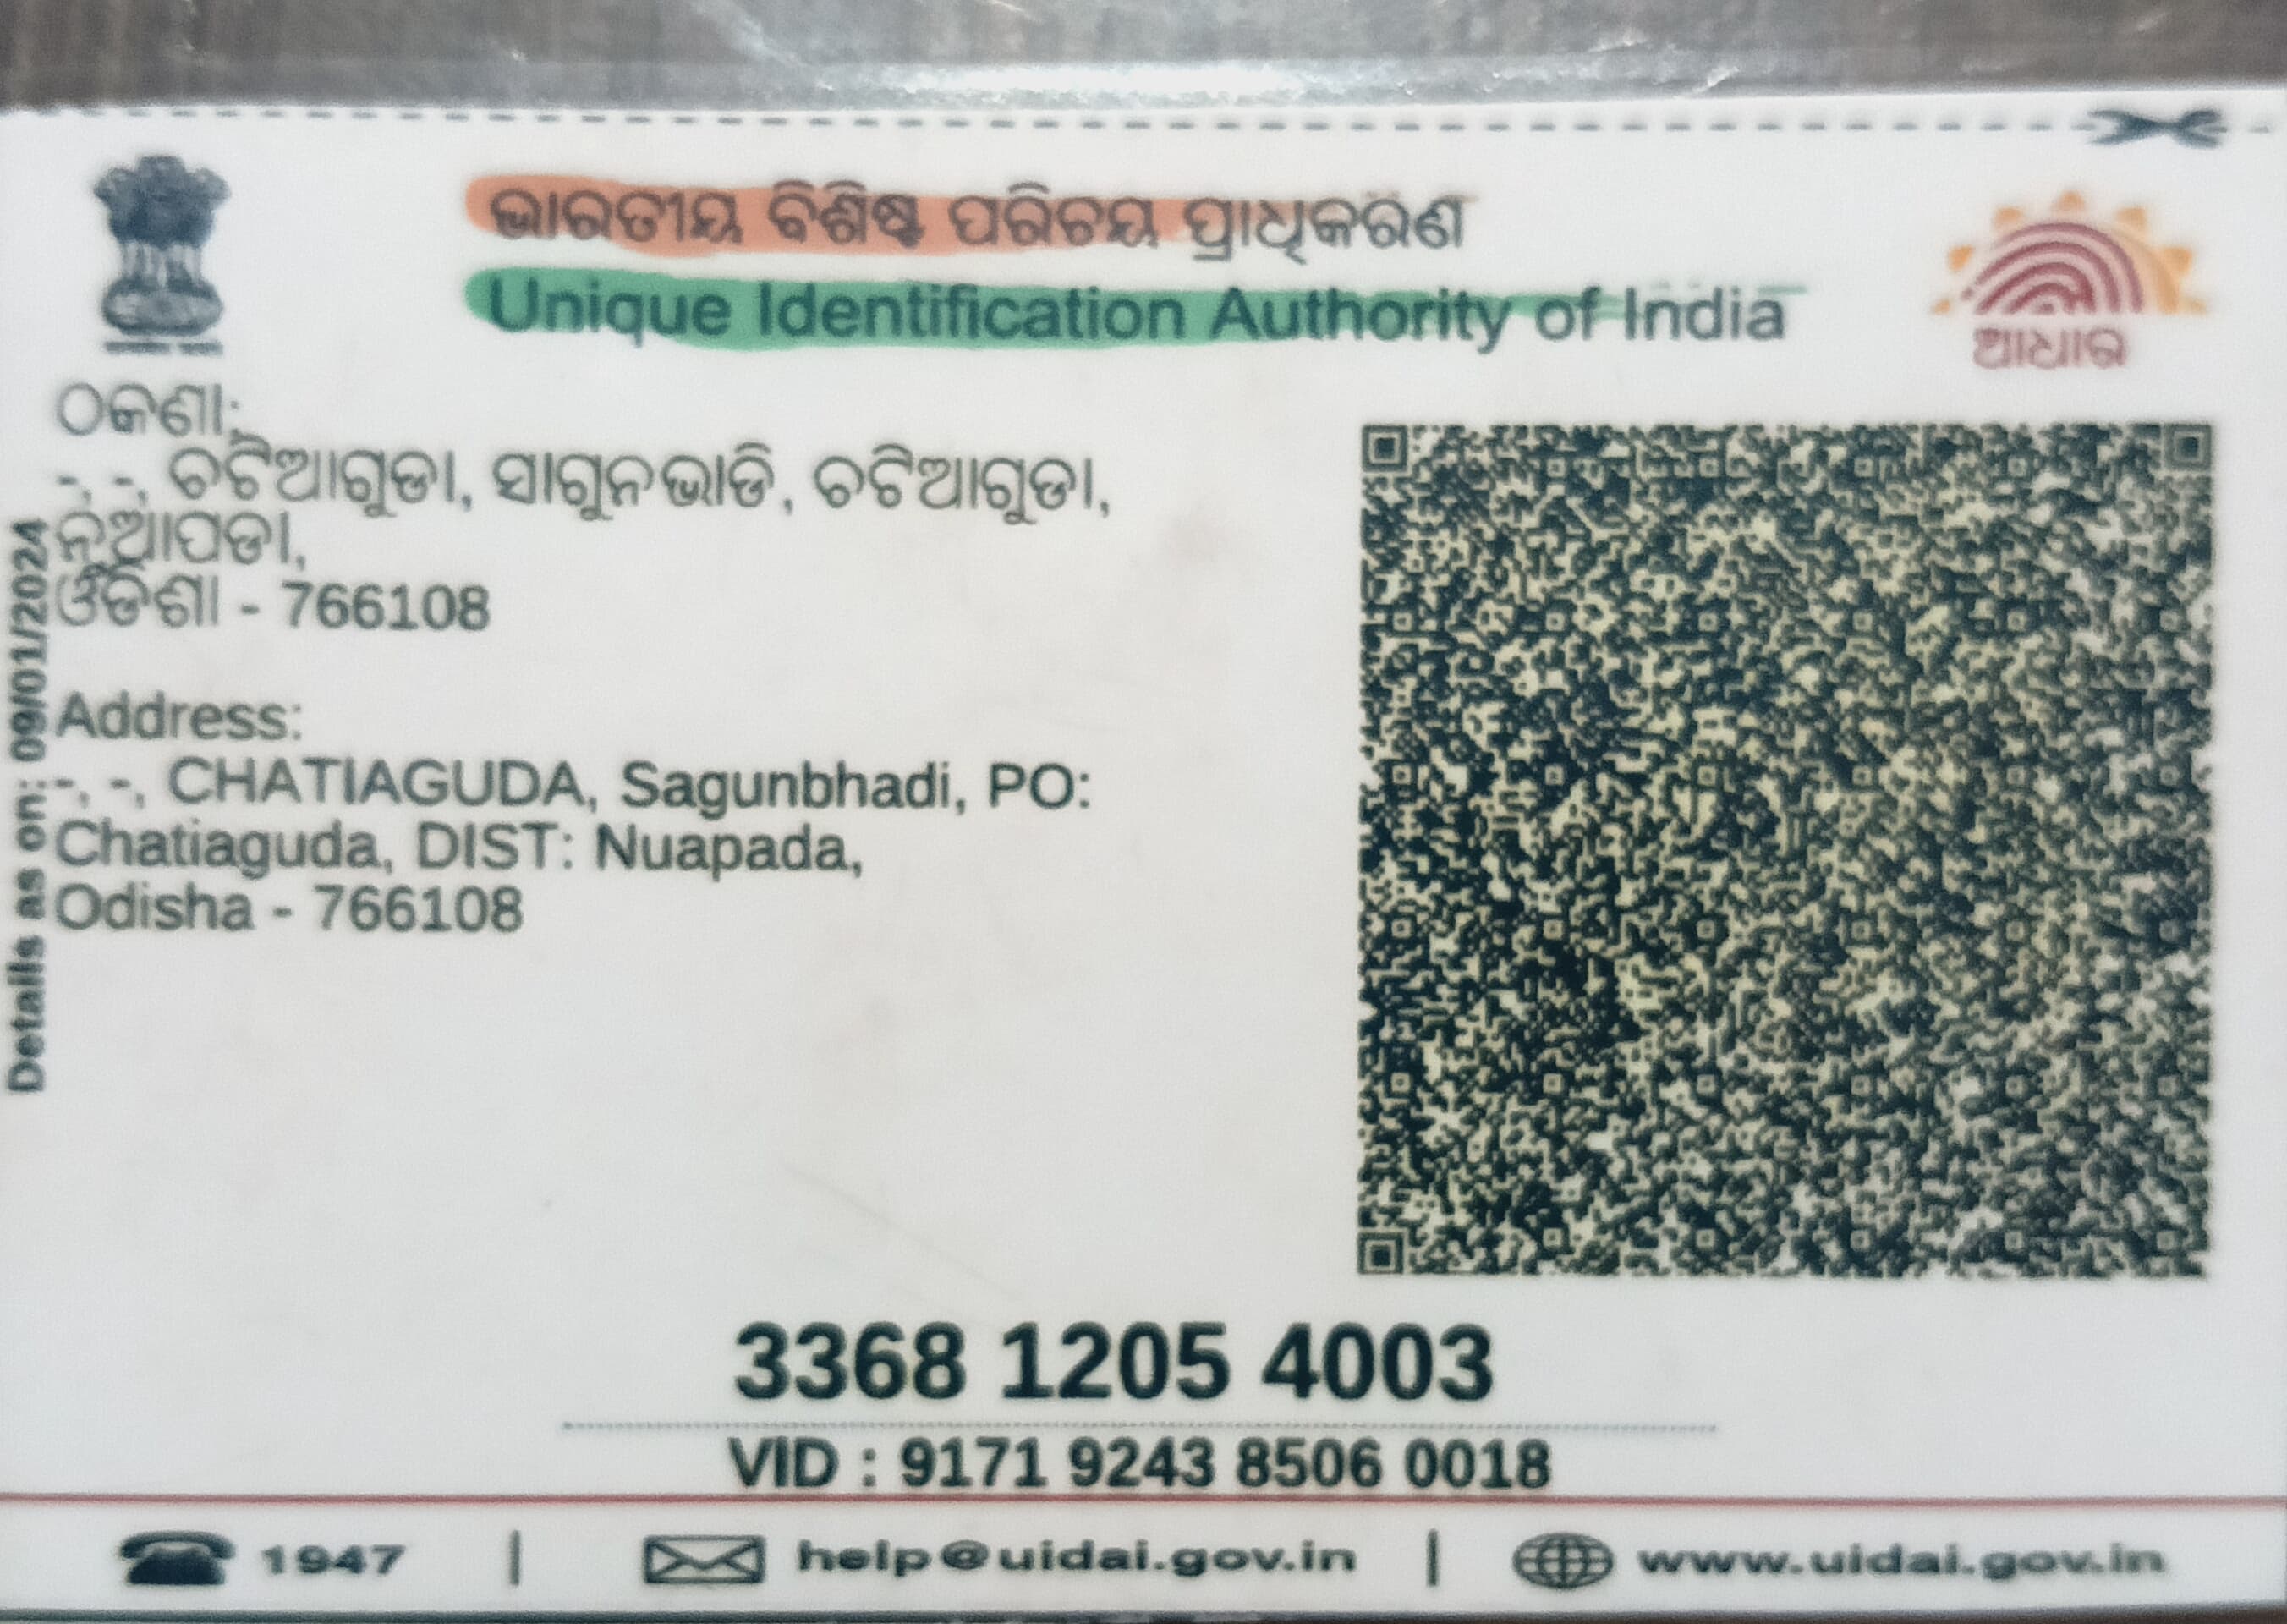 ଭାରତୀୟ ବିଶିଷ୍ଟ ପରିଚୟ ପ୍ରାଧିକରଣ
Unique Identification Authority of India
ଆଧାର
ଠିକଣା:
-, -, ଚଟିଆଗୁଡା, ସାଗୁନଭାଡି, ଚଟିଆଗୁଡା,
ନୂଆପଡା,
ଓଡିଶା - 766108
Address:
-, -, CHATIAGUDA, Sagunbhadi, PO:
Chatiaguda, DIST: Nuapada,
Odisha - 766108
Details as on: 09/01/2024
3368 1205 4003
VID : 9171 9243 8506 0018
1947 | help@uidai.gov.in | www.uidai.gov.in